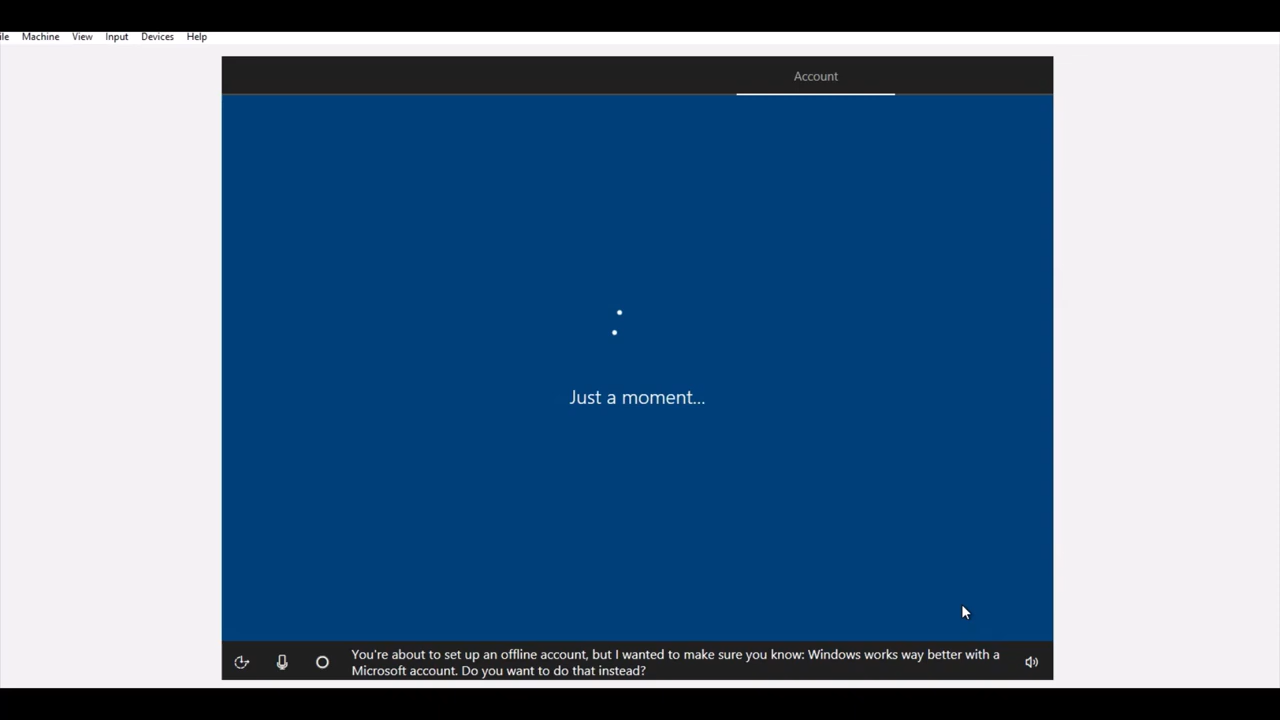 ile Machine View Input Devices Help
Account
Just a moment...
You're about to set up an offline account, but I wanted to make sure you know: Windows works way better with a
Microsoft account. Do you want to do that instead?